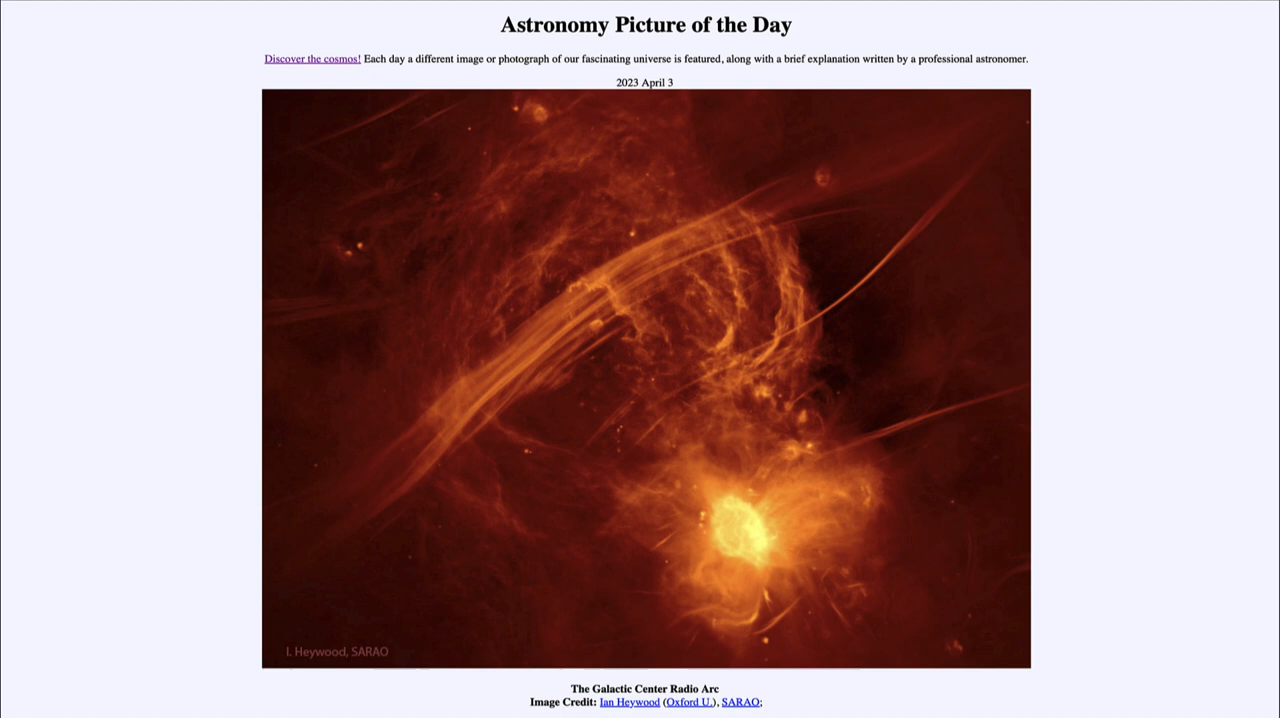 Astronomy Picture of the Day
Discover the cosmos! Each day a different image or photograph of our fascinating universe is featured, along with a brief explanation written by a professional astronomer.
2023 April 3
I. Heywood, SARAO
The Galactic Center Radio Arc
Image Credit: Ian Heywood (Oxford U.), SARAO;